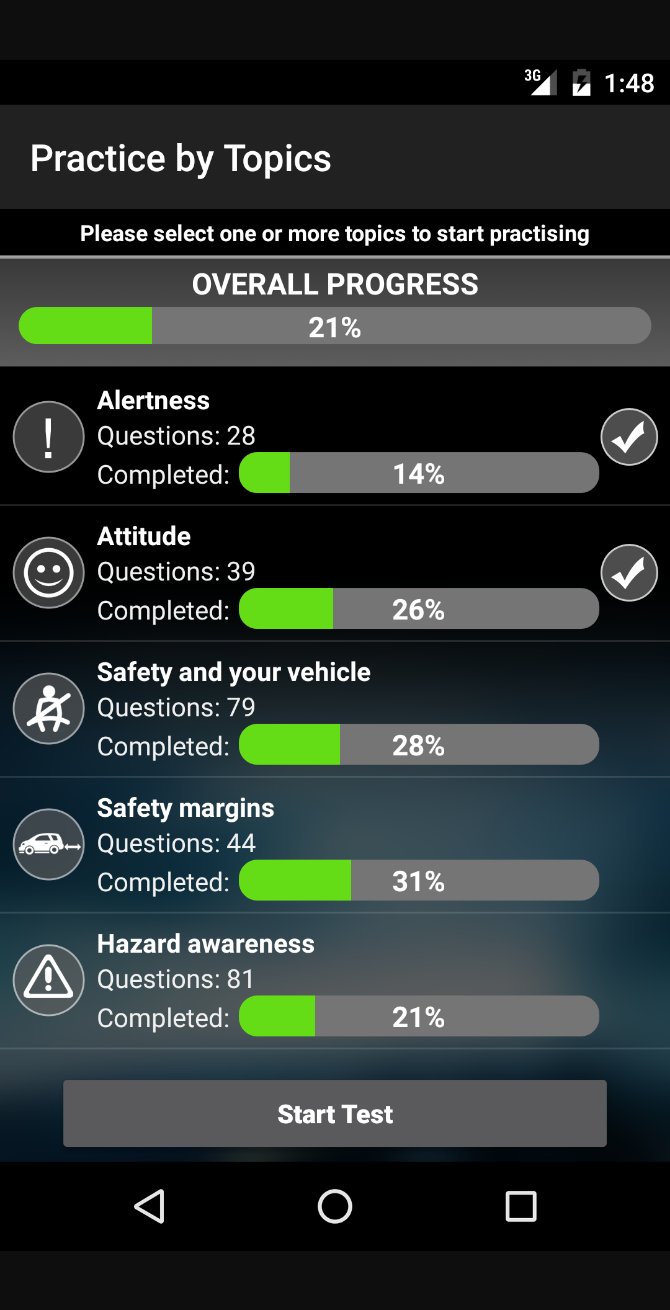 3G 1:48
Practice by Topics
Please select one or more topics to start practising
OVERALL PROGRESS
21%
Alertness
Questions: 28
Completed: 14%
Attitude
Questions: 39
Completed: 26%
Safety and your vehicle
Questions: 79
Completed: 28%
Safety margins
Questions: 44
Completed: 31%
Hazard awareness
Questions: 81
Completed: 21%
Start Test